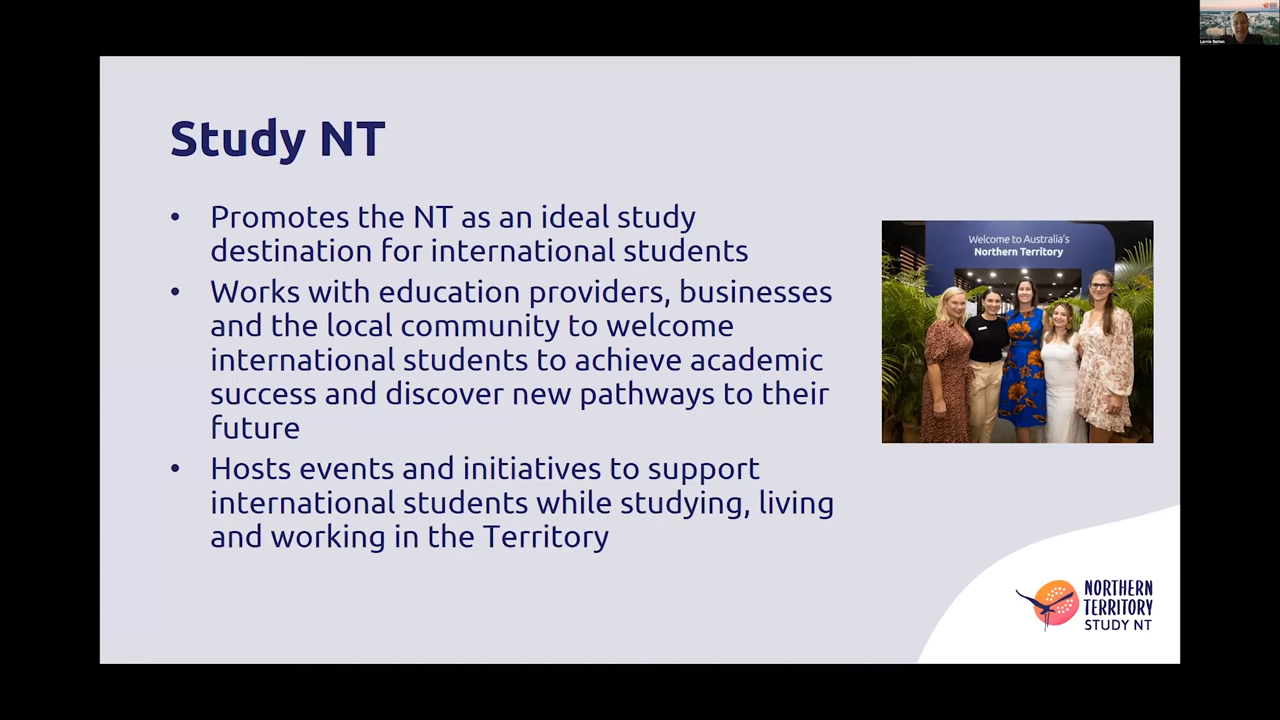 Larnie Batten
Study NT
• Promotes the NT as an ideal study
destination for international students
• Works with education providers, businesses
and the local community to welcome
international students to achieve academic
success and discover new pathways to their
future
• Hosts events and initiatives to support
international students while studying, living
and working in the Territory
Welcome to Australia's
Northern Territory
NORTHERN
TERRITORY
STUDY NT